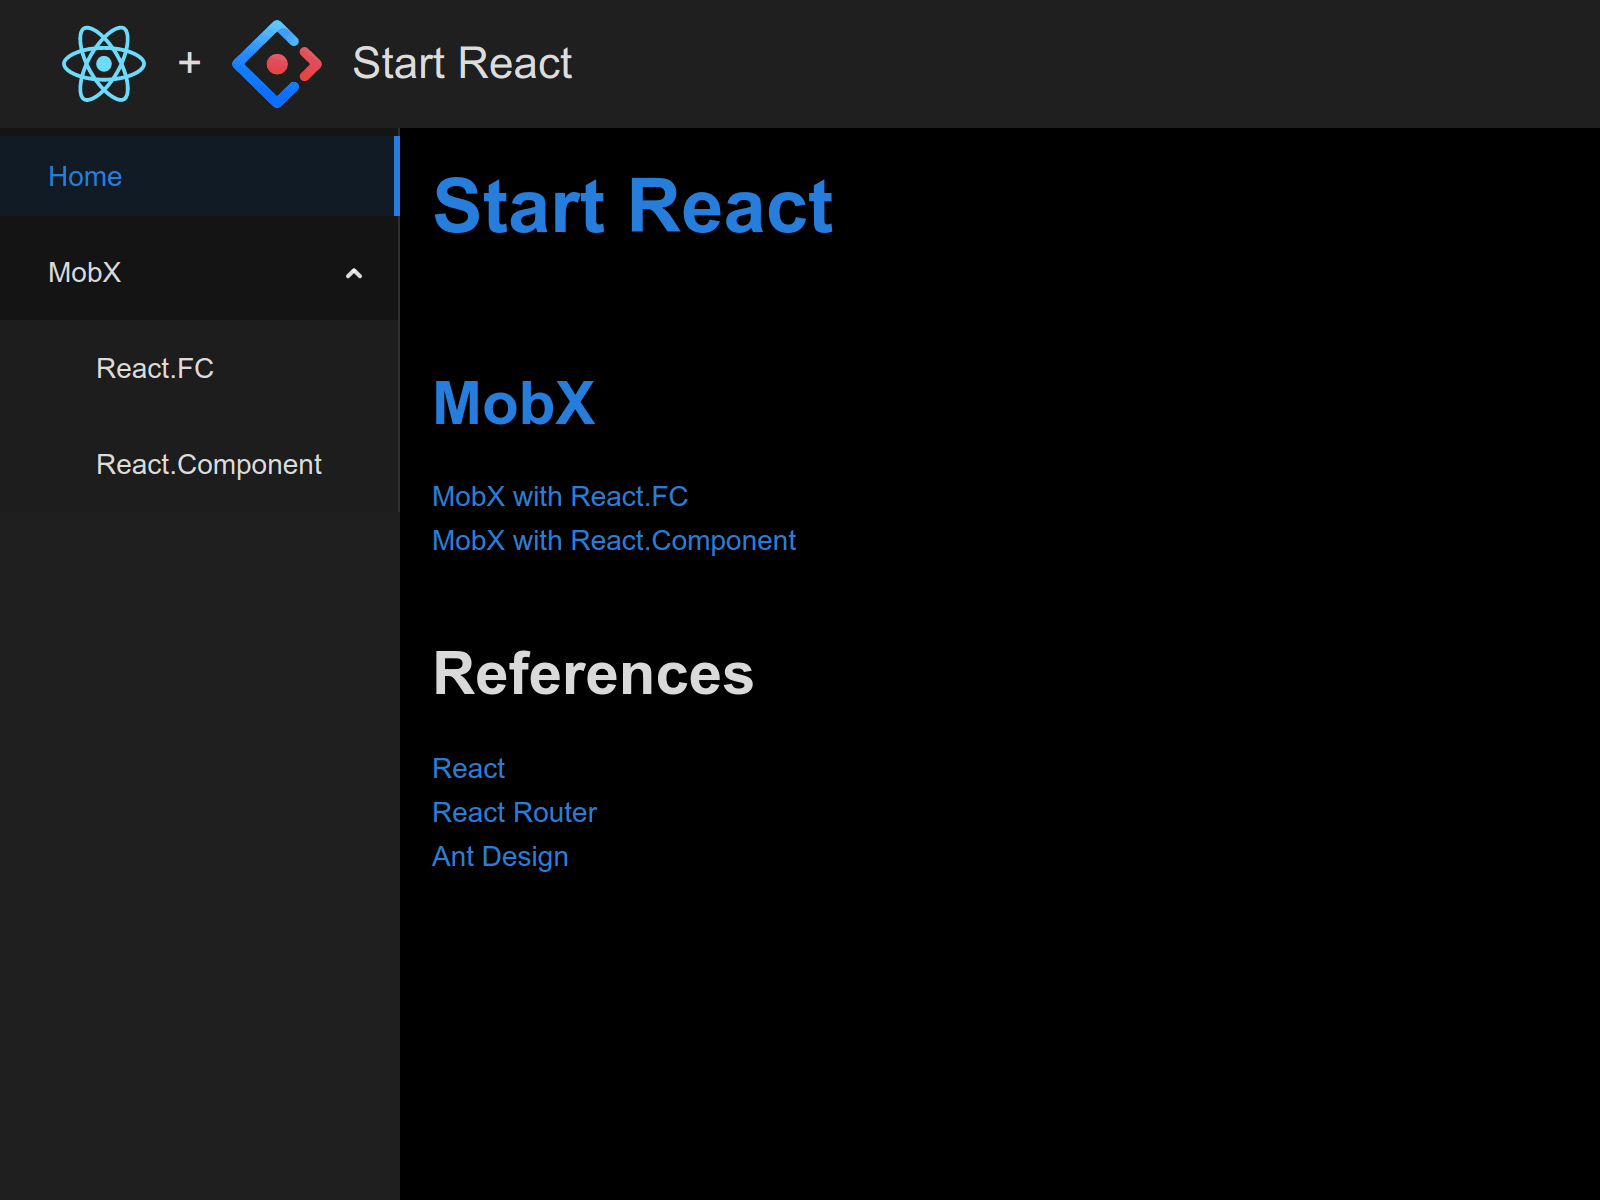 + Start React
Home
MobX
React.FC
React.Component
Start React
MobX
MobX with React.FC
MobX with React.Component
References
React
React Router
Ant Design